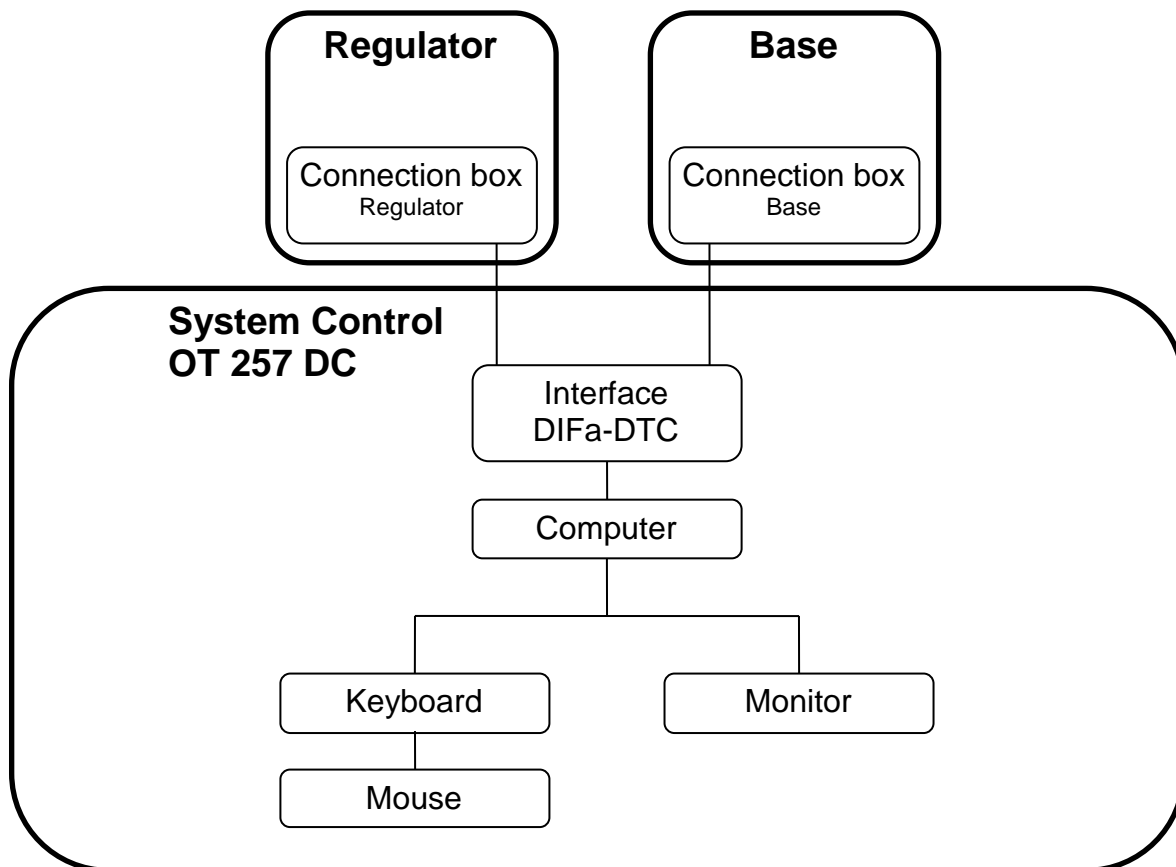 Regulator
Base
Connection box
Regulator
Connection box
Base
System Control
OT 257 DC
Interface
DIFa-DTC
Computer
Keyboard
Monitor
Mouse